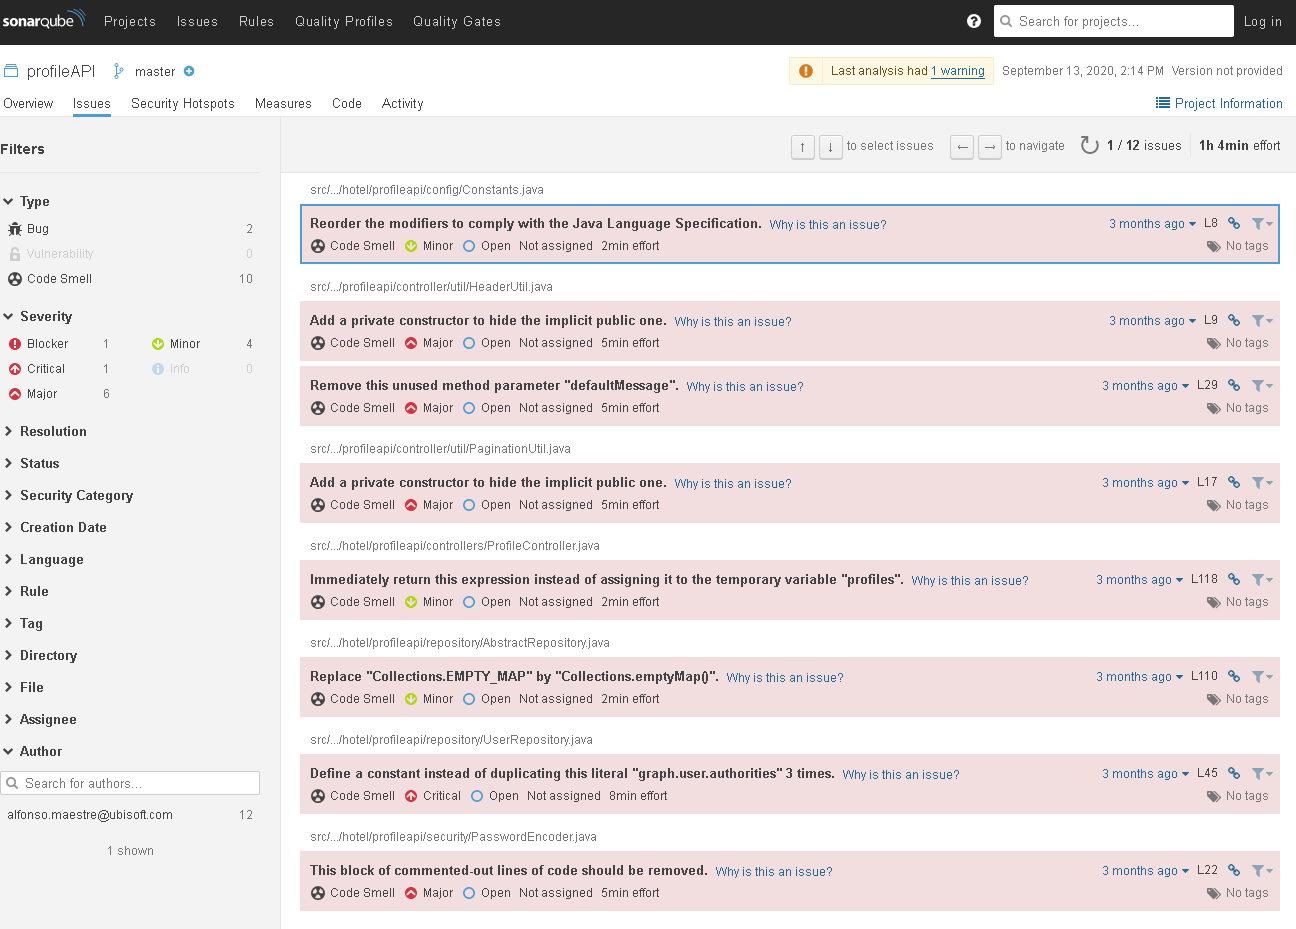 sonarqube Projects Issues Rules Quality Profiles Quality Gates ? Search for projects... Log in
profileAPI master Last analysis had 1 warning September 13, 2020, 2:14 PM Version not provided
Overview Issues Security Hotspots Measures Code Activity Project Information
Filters
Type
Bug 2
Vulnerability 0
Code Smell 10
Severity
Blocker 1 Minor 4
Critical 1 Info 0
Major 6
Resolution
Status
Security Category
Creation Date
Language
Rule
Tag
Directory
File
Assignee
Author
Search for authors...
alfonso.maestre@ubisoft.com 12
1 shown
↑ ↓ to select issues ← → to navigate 1 / 12 issues 1h 4min effort
src/.../hotel/profileapi/config/Constants.java
Reorder the modifiers to comply with the Java Language Specification. Why is this an issue? 3 months ago L8
Code Smell Minor Open Not assigned 2min effort No tags
src/.../profileapi/controller/util/HeaderUtil.java
Add a private constructor to hide the implicit public one. Why is this an issue? 3 months ago L9
Code Smell Major Open Not assigned 5min effort No tags
Remove this unused method parameter "defaultMessage". Why is this an issue? 3 months ago L29
Code Smell Major Open Not assigned 5min effort No tags
src/.../profileapi/controller/util/PaginationUtil.java
Add a private constructor to hide the implicit public one. Why is this an issue? 3 months ago L17
Code Smell Major Open Not assigned 5min effort No tags
src/.../hotel/profileapi/controllers/ProfileController.java
Immediately return this expression instead of assigning it to the temporary variable "profiles". Why is this an issue? 3 months ago L118
Code Smell Minor Open Not assigned 2min effort No tags
src/.../hotel/profileapi/repository/AbstractRepository.java
Replace "Collections.EMPTY_MAP" by "Collections.emptyMap()". Why is this an issue? 3 months ago L110
Code Smell Minor Open Not assigned 2min effort No tags
src/.../hotel/profileapi/repository/UserRepository.java
Define a constant instead of duplicating this literal "graph.user.authorities" 3 times. Why is this an issue? 3 months ago L45
Code Smell Critical Open Not assigned 8min effort No tags
src/.../hotel/profileapi/security/PasswordEncoder.java
This block of commented-out lines of code should be removed. Why is this an issue? 3 months ago L22
Code Smell Major Open Not assigned 5min effort No tags